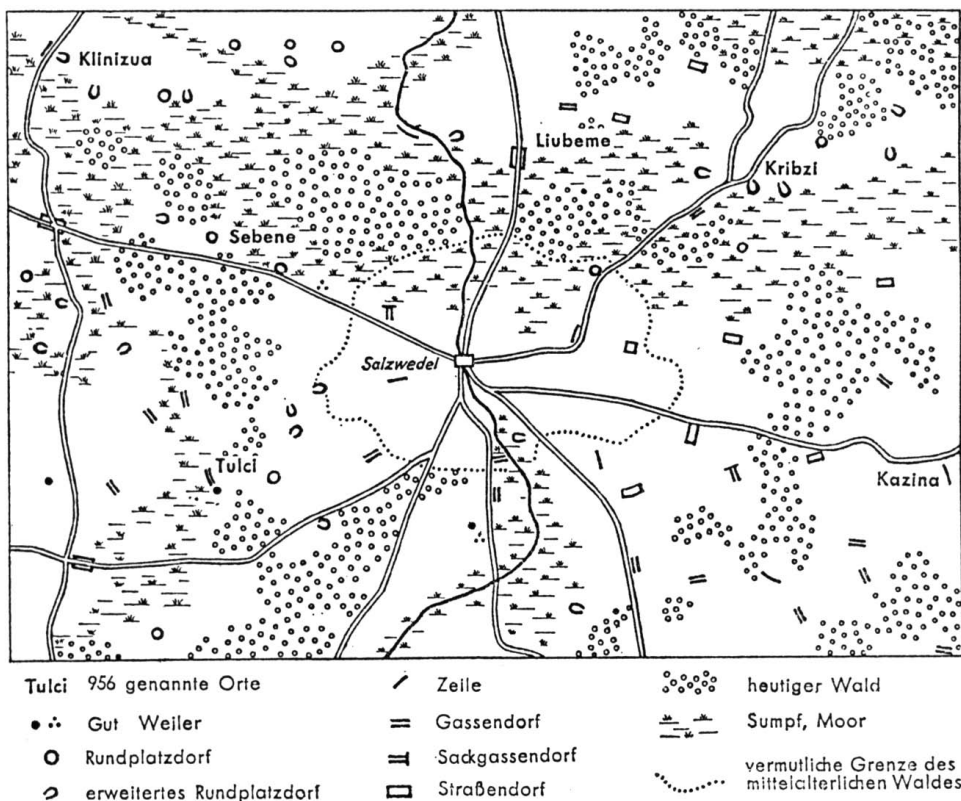 Klinizua
Liubeme
Kribzi
Sebene
Salzwedel
Tulci
Kazina
Tulci 956 genannte Orte
Gut Weiler
Rundplatzdorf
erweitertes Rundplatzdorf
Zeile
Gassendorf
Sackgassendorf
Straßendorf
heutiger Wald
Sumpf, Moor
vermutliche Grenze des
mittelalterlichen Waldes